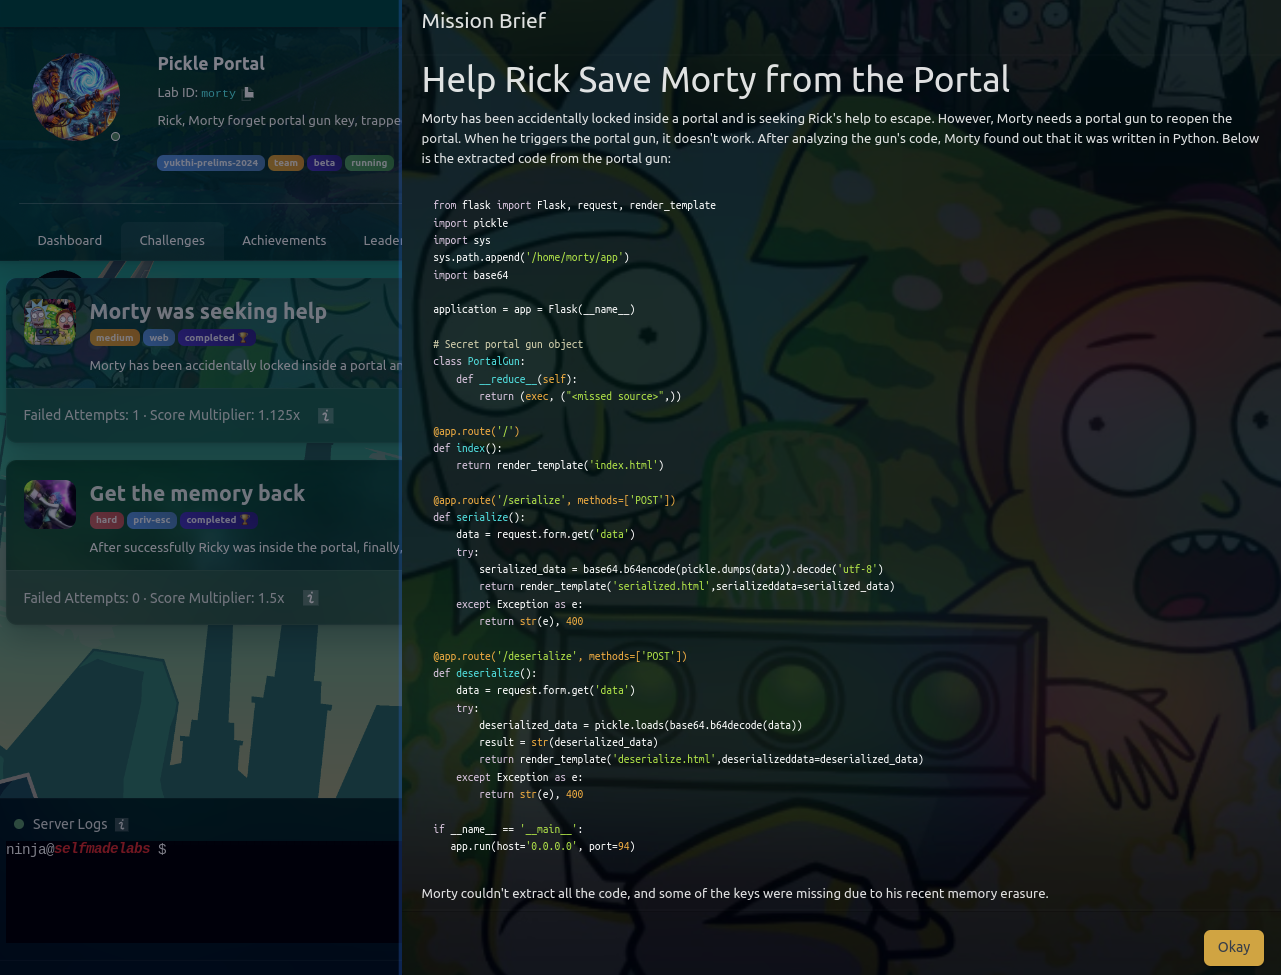 Pickle Portal
Lab ID: morty
Rick, Morty forget portal gun key, trappe
yukthi-prelims-2024 team beta running
Dashboard Challenges Achievements Leader
Morty was seeking help
medium web completed 🏆
Morty has been accidentally locked inside a portal an
Failed Attempts: 1 · Score Multiplier: 1.125x i
Get the memory back
hard priv-esc completed 🏆
After successfully Ricky was inside the portal, finally,
Failed Attempts: 0 · Score Multiplier: 1.5x i
Server Logs i
ninja@selfmadelabs $
Mission Brief
Help Rick Save Morty from the Portal
Morty has been accidentally locked inside a portal and is seeking Rick's help to escape. However, Morty needs a portal gun to reopen the
portal. When he triggers the portal gun, it doesn't work. After analyzing the gun's code, Morty found out that it was written in Python. Below
is the extracted code from the portal gun:
from flask import Flask, request, render_template
import pickle
import sys
sys.path.append('/home/morty/app')
import base64
application = app = Flask(__name__)
# Secret portal gun object
class PortalGun:
    def __reduce__(self):
        return (exec, ("<missed source>",))
@app.route('/')
def index():
    return render_template('index.html')
@app.route('/serialize', methods=['POST'])
def serialize():
    data = request.form.get('data')
    try:
        serialized_data = base64.b64encode(pickle.dumps(data)).decode('utf-8')
        return render_template('serialized.html',serializeddata=serialized_data)
    except Exception as e:
        return str(e), 400
@app.route('/deserialize', methods=['POST'])
def deserialize():
    data = request.form.get('data')
    try:
        deserialized_data = pickle.loads(base64.b64decode(data))
        result = str(deserialized_data)
        return render_template('deserialize.html',deserializeddata=deserialized_data)
    except Exception as e:
        return str(e), 400
if __name__ == '__main__':
   app.run(host='0.0.0.0', port=94)
Morty couldn't extract all the code, and some of the keys were missing due to his recent memory erasure.
Okay